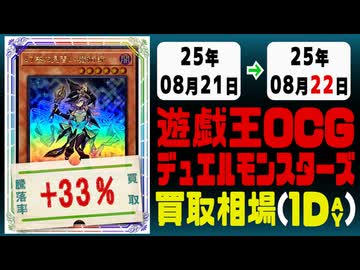 25年
08月21日
25年
08月22日
遊戯王OCG
デュエルモンスターズ
買取相場(1D)
騰落率
+33%
買取